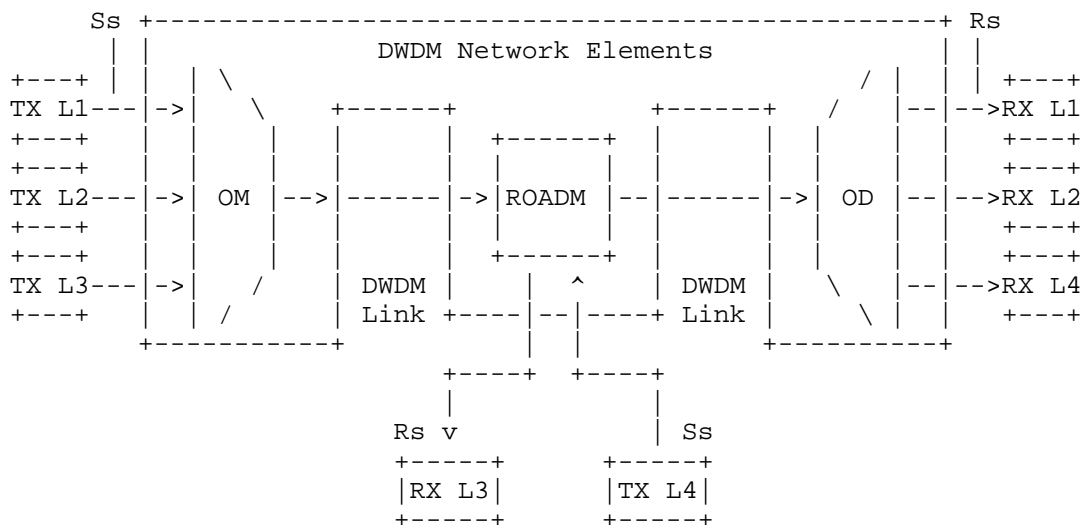 Ss Rs
DWDM Network Elements
TX L1 RX L1
TX L2 OM ROADM OD RX L2
TX L3 DWDM DWDM RX L4
Link Link
Rs v Ss
RX L3 TX L4